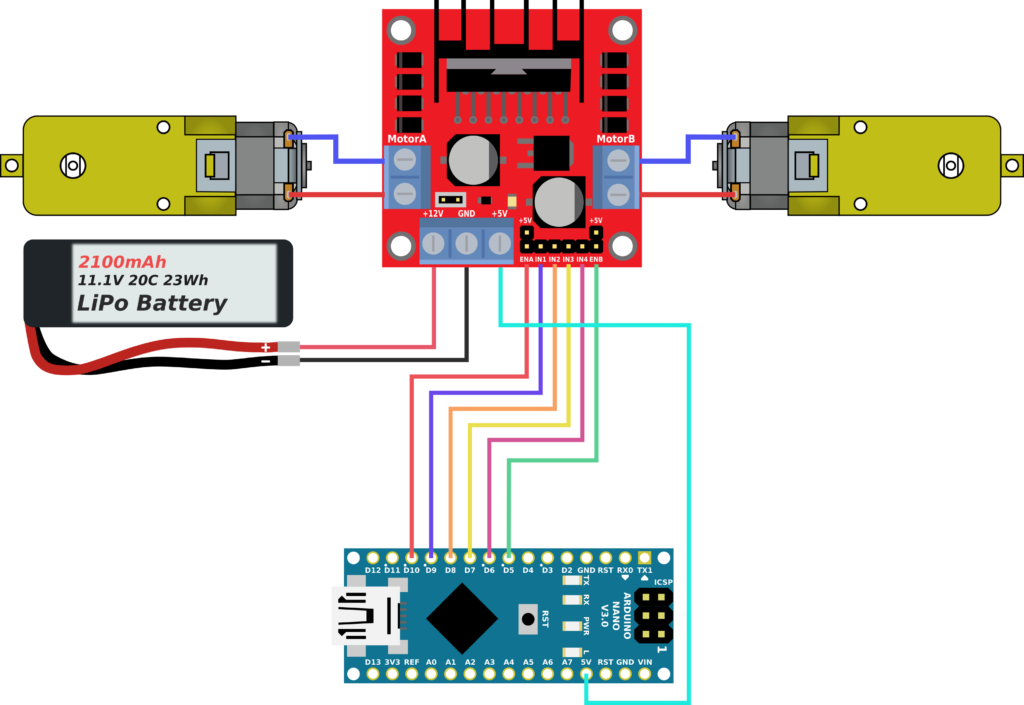 MotorA
MotorB
+12V GND +5V
+5V +5V
ENA IN1 IN2 IN3 IN4 ENB
2100mAh
11.1V 20C 23Wh
LiPo Battery
+
−
D12 D11 D10 D9 D8 D7 D6 D5 D4 D3 D2 GND RST RX0 TX1
TX
RX
PWR
L
RST
ARDUINO
NANO
V3.0
ICSP
1
D13 3V3 REF A0 A1 A2 A3 A4 A5 A6 A7 5V RST GND VIN